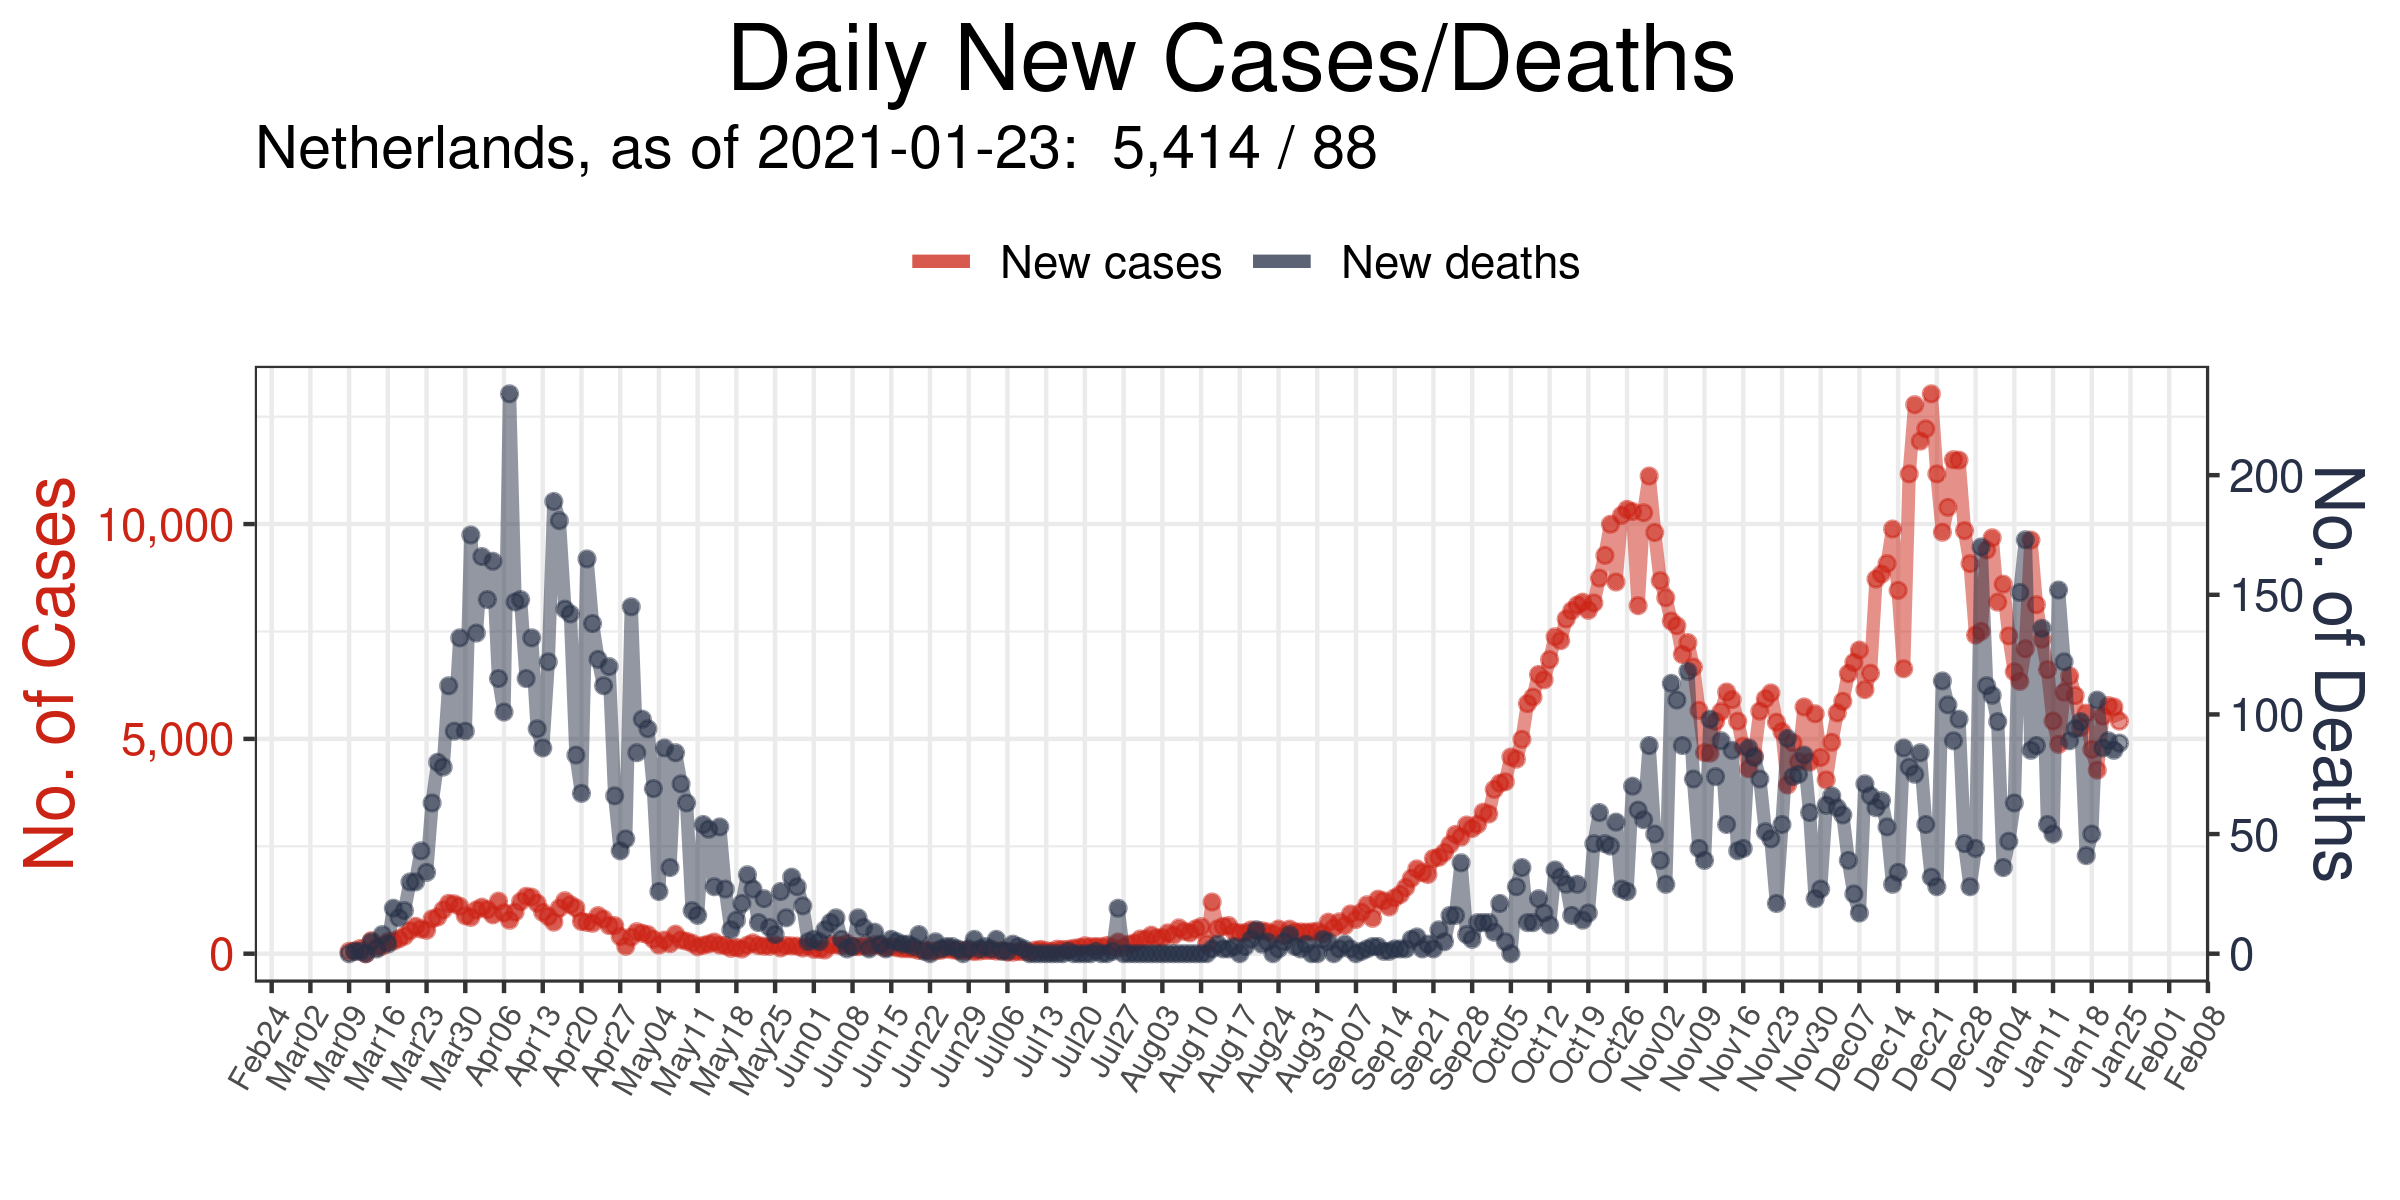 Daily New Cases/Deaths
Netherlands, as of 2021-01-23:  5,414 / 88
New cases
New deaths
No. of Cases
10,000
5,000
0
200
150
100
50
0
No. of Deaths
Feb24
Mar02
Mar09
Mar16
Mar23
Mar30
Apr06
Apr13
Apr20
Apr27
May04
May11
May18
May25
Jun01
Jun08
Jun15
Jun22
Jun29
Jul06
Jul13
Jul20
Jul27
Aug03
Aug10
Aug17
Aug24
Aug31
Sep07
Sep14
Sep21
Sep28
Oct05
Oct12
Oct19
Oct26
Nov02
Nov09
Nov16
Nov23
Nov30
Dec07
Dec14
Dec21
Dec28
Jan04
Jan11
Jan18
Jan25
Feb01
Feb08